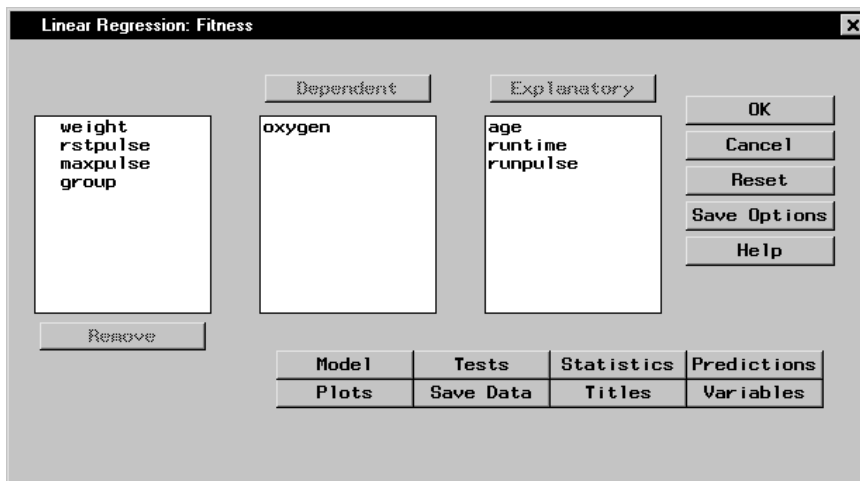 Linear Regression: Fitness
Dependent
Explanatory
weight
rstpulse
maxpulse
group
oxygen
age
runtime
runpulse
OK
Cancel
Reset
Save Options
Help
Remove
Model Tests Statistics Predictions
Plots Save Data Titles Variables